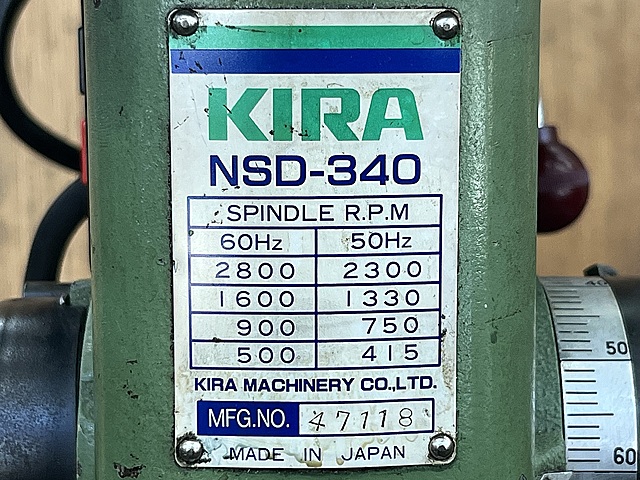 KIRA
NSD-340
SPINDLE R.P.M
60Hz 50Hz
2800 2300
1600 1330
900 750
500 415
KIRA MACHINERY CO.,LTD.
MFG.NO. 47118
MADE IN JAPAN
40
50
60